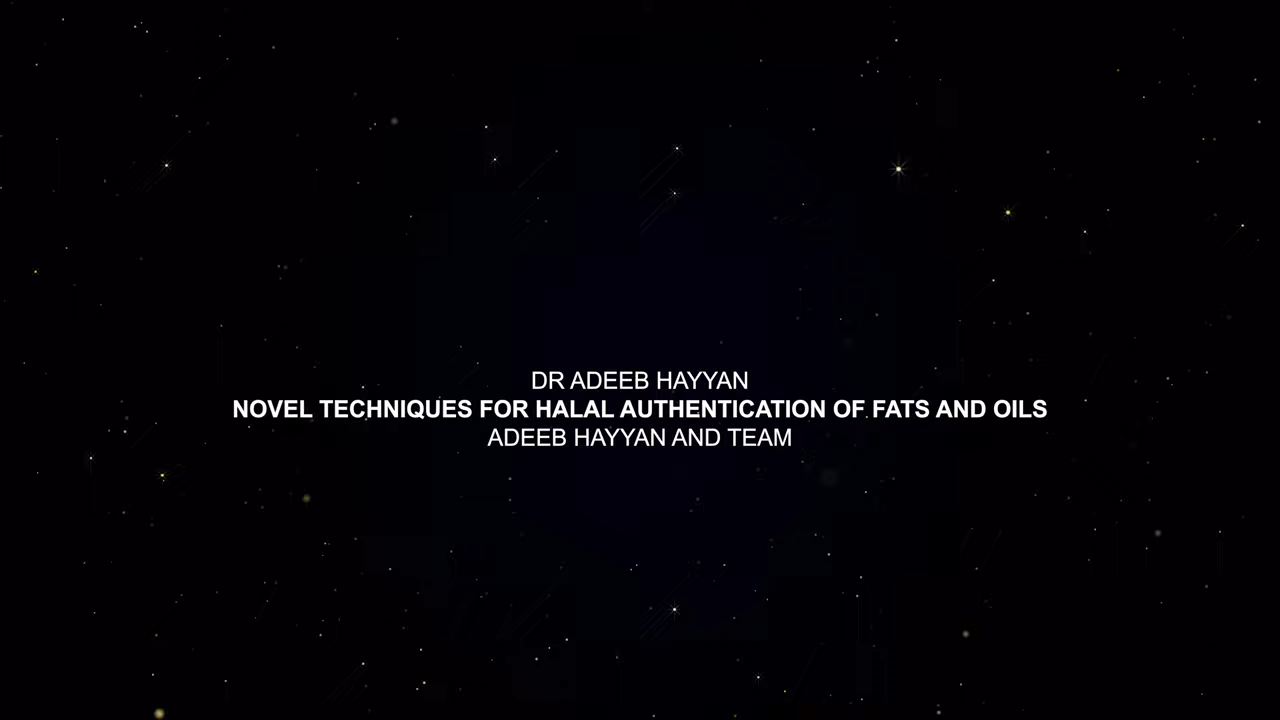 DR ADEEB HAYYAN
NOVEL TECHNIQUES FOR HALAL AUTHENTICATION OF FATS AND OILS
ADEEB HAYYAN AND TEAM